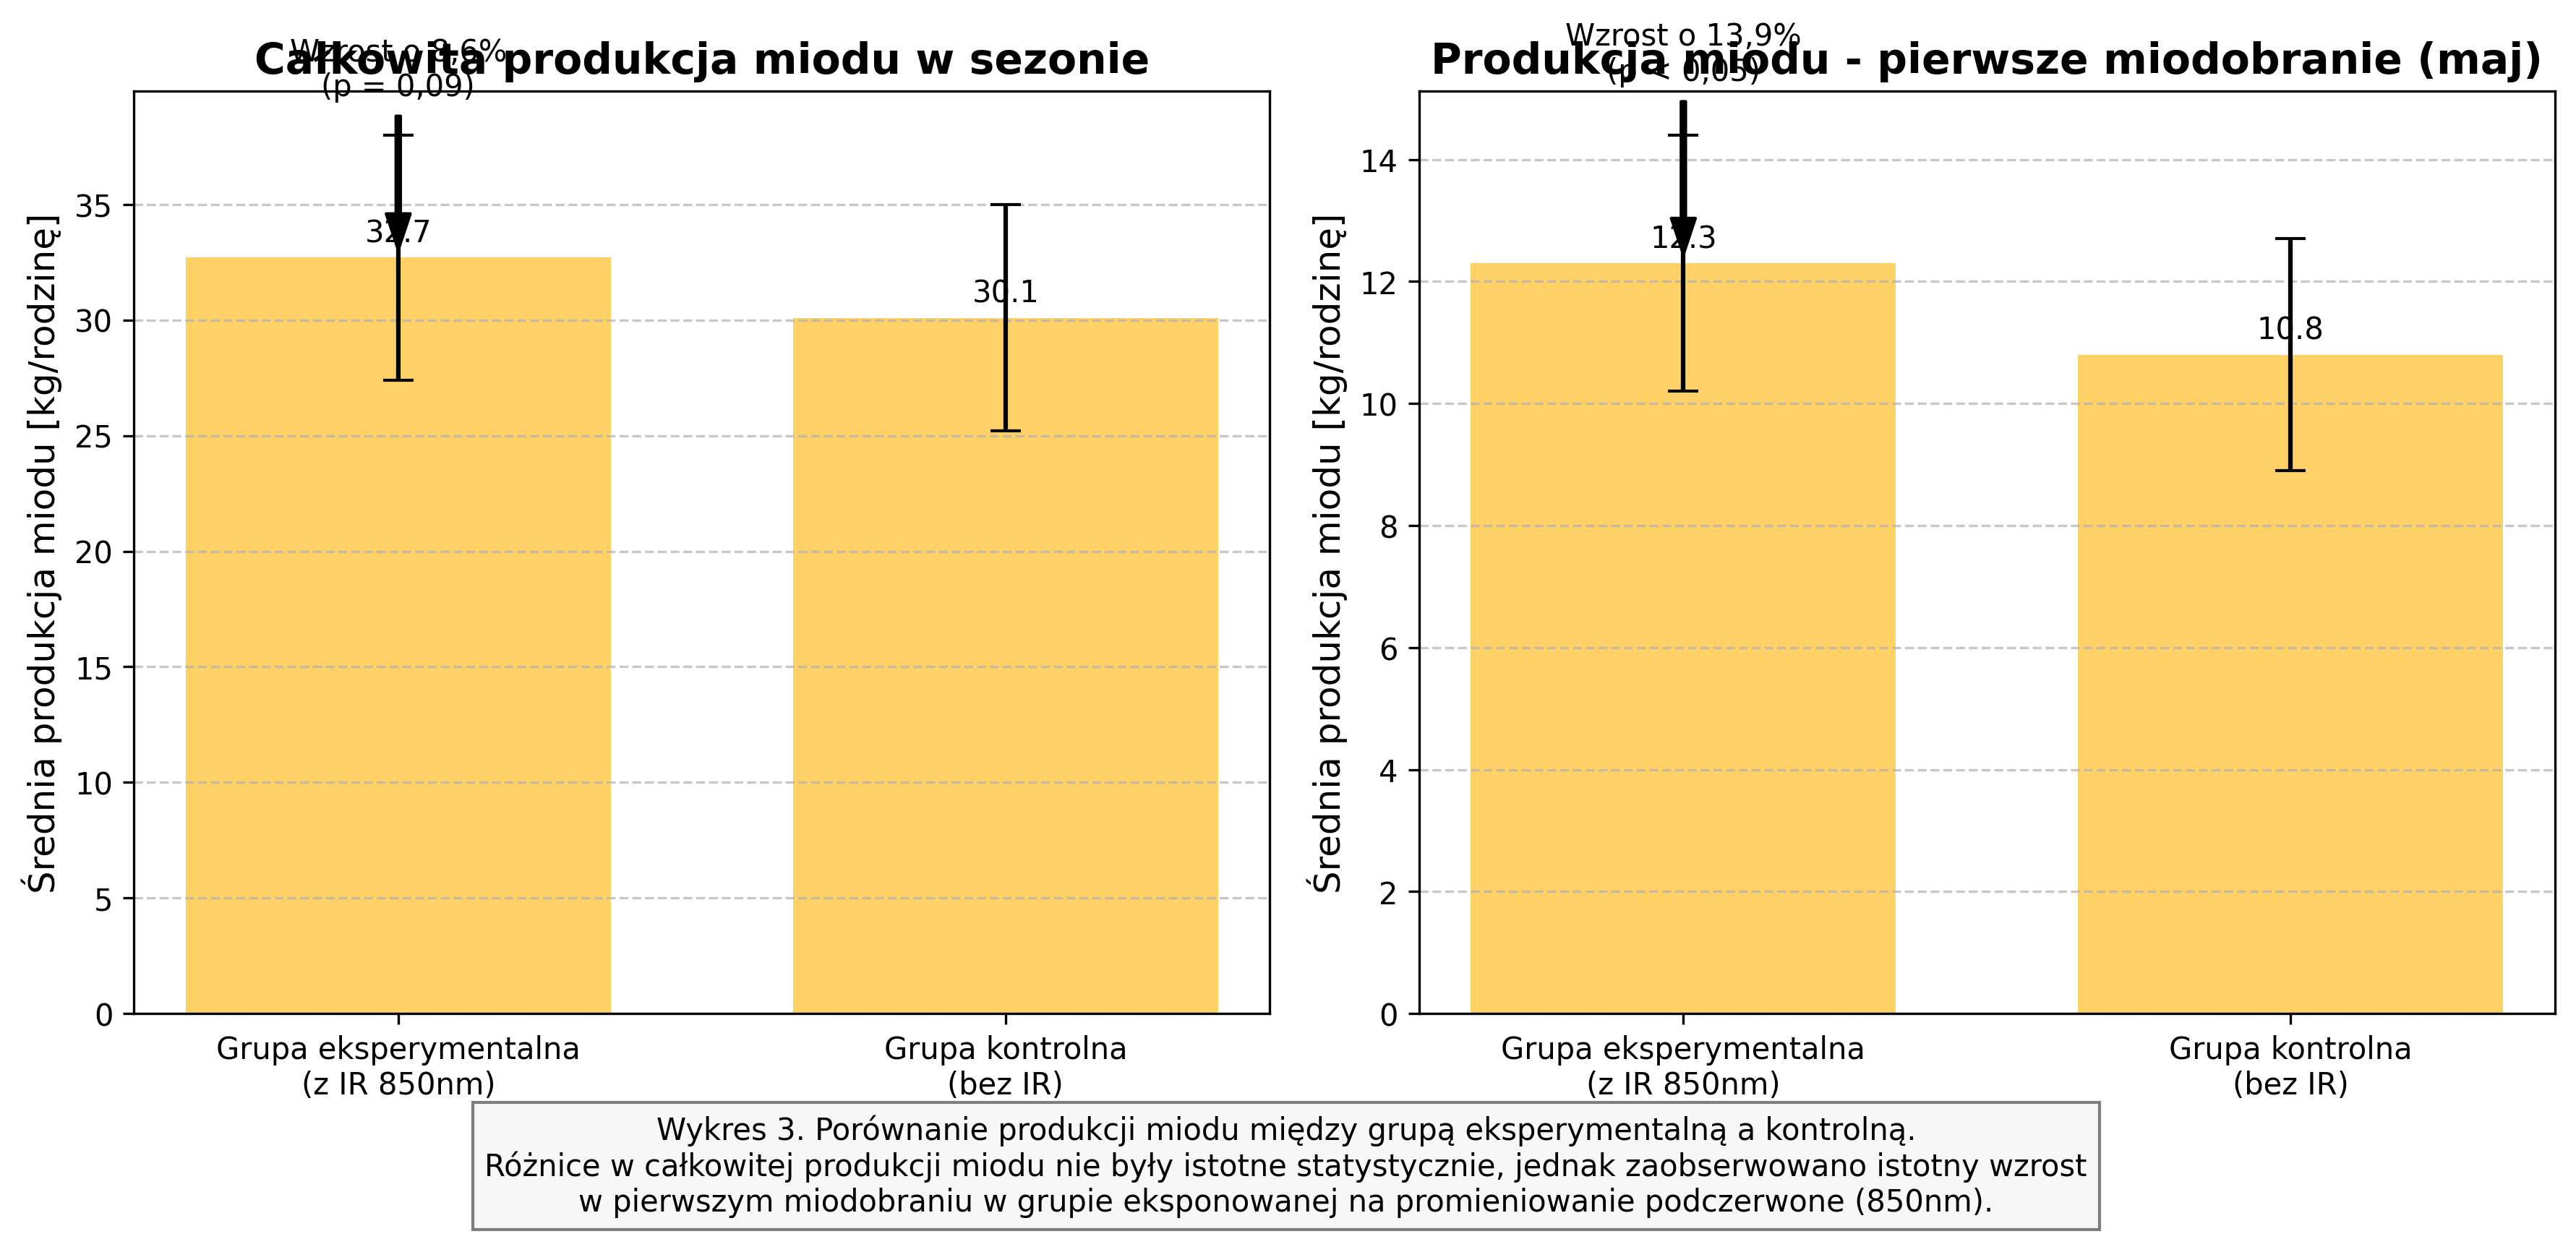 Wzrost o 8,6%
(p = 0,09)
Całkowita produkcja miodu w sezonie
Średnia produkcja miodu [kg/rodzinę]
35
30
25
20
15
10
5
0
32.7
30.1
Grupa eksperymentalna
(z IR 850nm)
Grupa kontrolna
(bez IR)
Wzrost o 13,9%
(p < 0,05)
Produkcja miodu - pierwsze miodobranie (maj)
Średnia produkcja miodu [kg/rodzinę]
14
12
10
8
6
4
2
0
12.3
10.8
Grupa eksperymentalna
(z IR 850nm)
Grupa kontrolna
(bez IR)
Wykres 3. Porównanie produkcji miodu między grupą eksperymentalną a kontrolną.
Różnice w całkowitej produkcji miodu nie były istotne statystycznie, jednak zaobserwowano istotny wzrost
w pierwszym miodobraniu w grupie eksponowanej na promieniowanie podczerwone (850nm).